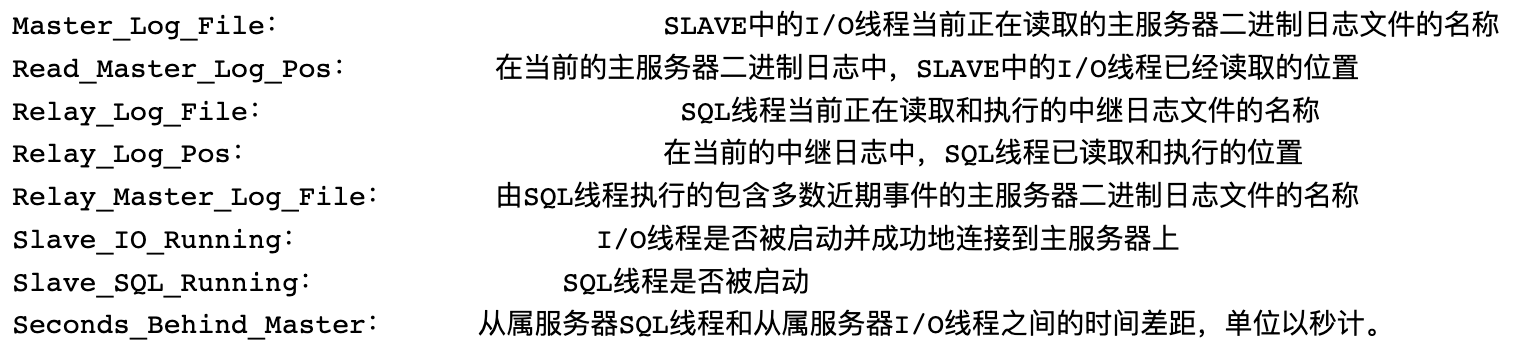 Master_Log_File: SLAVE中的I/O线程当前正在读取的主服务器二进制日志文件的名称
Read_Master_Log_Pos: 在当前的主服务器二进制日志中，SLAVE中的I/O线程已经读取的位置
Relay_Log_File: SQL线程当前正在读取和执行的中继日志文件的名称
Relay_Log_Pos: 在当前的中继日志中，SQL线程已读取和执行的位置
Relay_Master_Log_File: 由SQL线程执行的包含多数近期事件的主服务器二进制日志文件的名称
Slave_IO_Running: I/O线程是否被启动并成功地连接到主服务器上
Slave_SQL_Running: SQL线程是否被启动
Seconds_Behind_Master: 从属服务器SQL线程和从属服务器I/O线程之间的时间差距，单位以秒计。